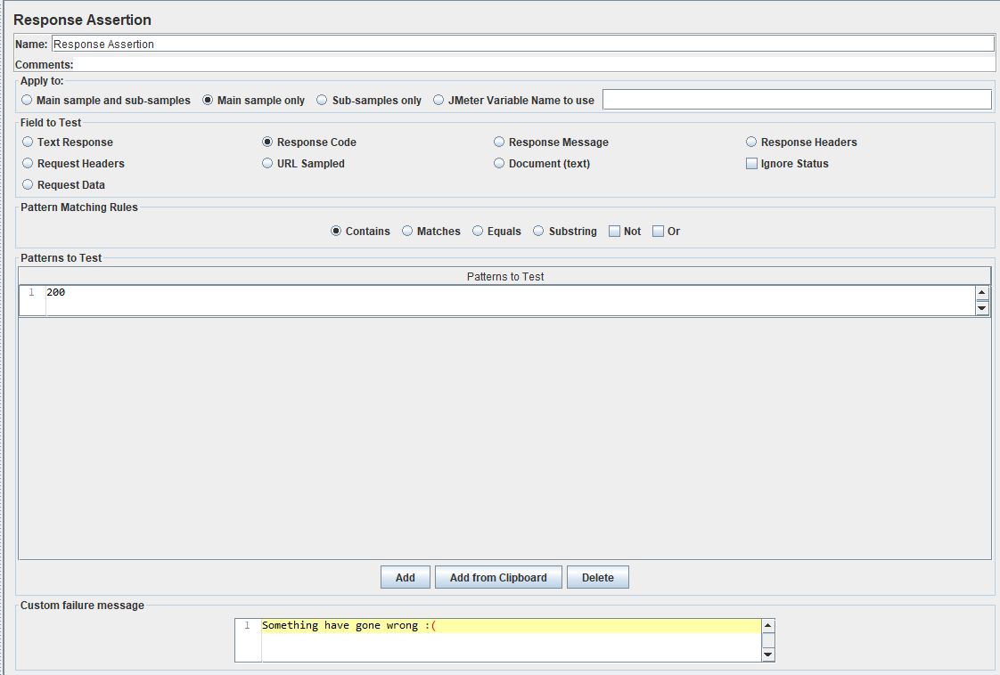 Response Assertion
Name: Response Assertion
Comments:
Apply to:
Main sample and sub-samples Main sample only Sub-samples only JMeter Variable Name to use
Field to Test
Text Response Response Code Response Message Response Headers
Request Headers URL Sampled Document (text) Ignore Status
Request Data
Pattern Matching Rules
Contains Matches Equals Substring Not Or
Patterns to Test
Patterns to Test
1 200
Add Add from Clipboard Delete
Custom failure message
1 Something have gone wrong :(